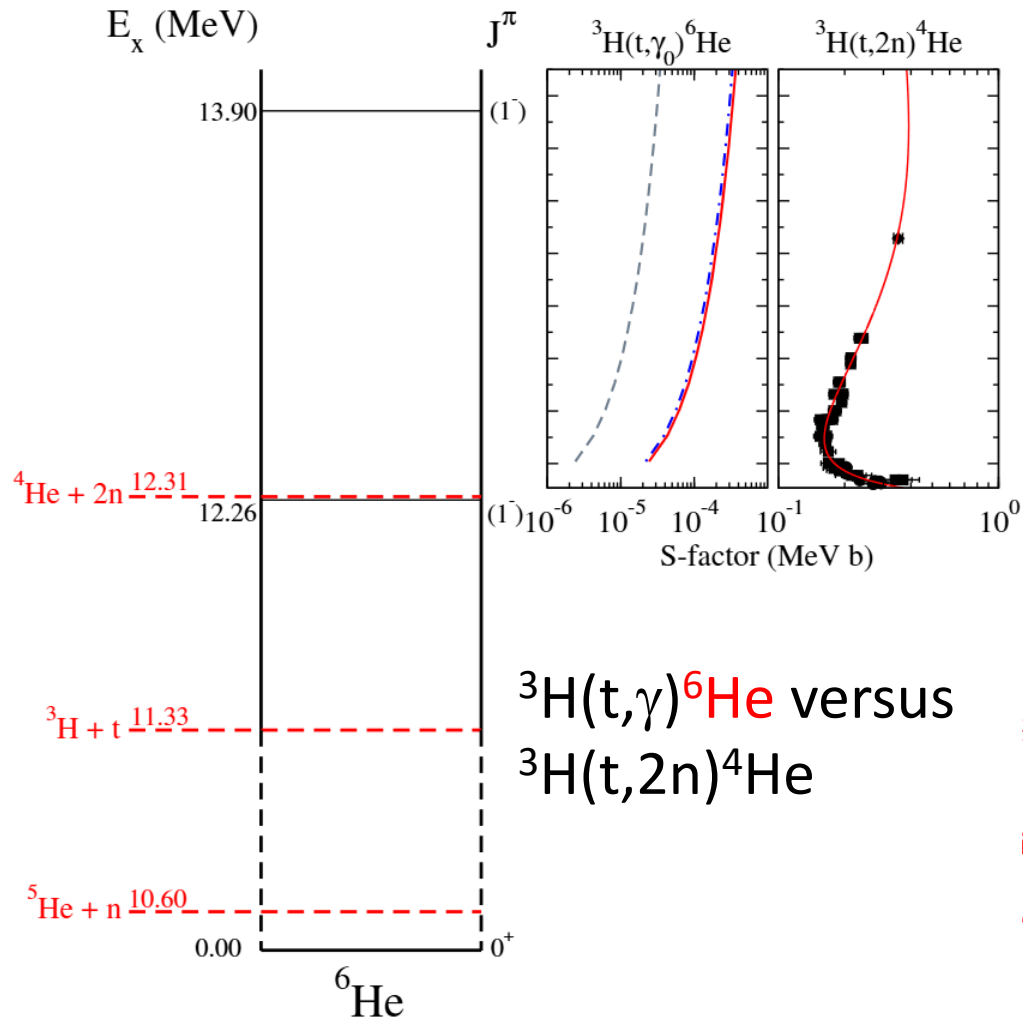 Eₓ (MeV)
J^π
³H(t,γ₀)⁶He
³H(t,2n)⁴He
13.90
(1⁻)
⁴He + 2n 12.31
12.26
(1⁻)
10⁻⁶ 10⁻⁵ 10⁻⁴ 10⁻¹ 10⁰
S-factor (MeV b)
³H(t,γ)⁶He versus
³H(t,2n)⁴He
³H + t 11.33
⁵He + n 10.60
0.00
0⁺
⁶He